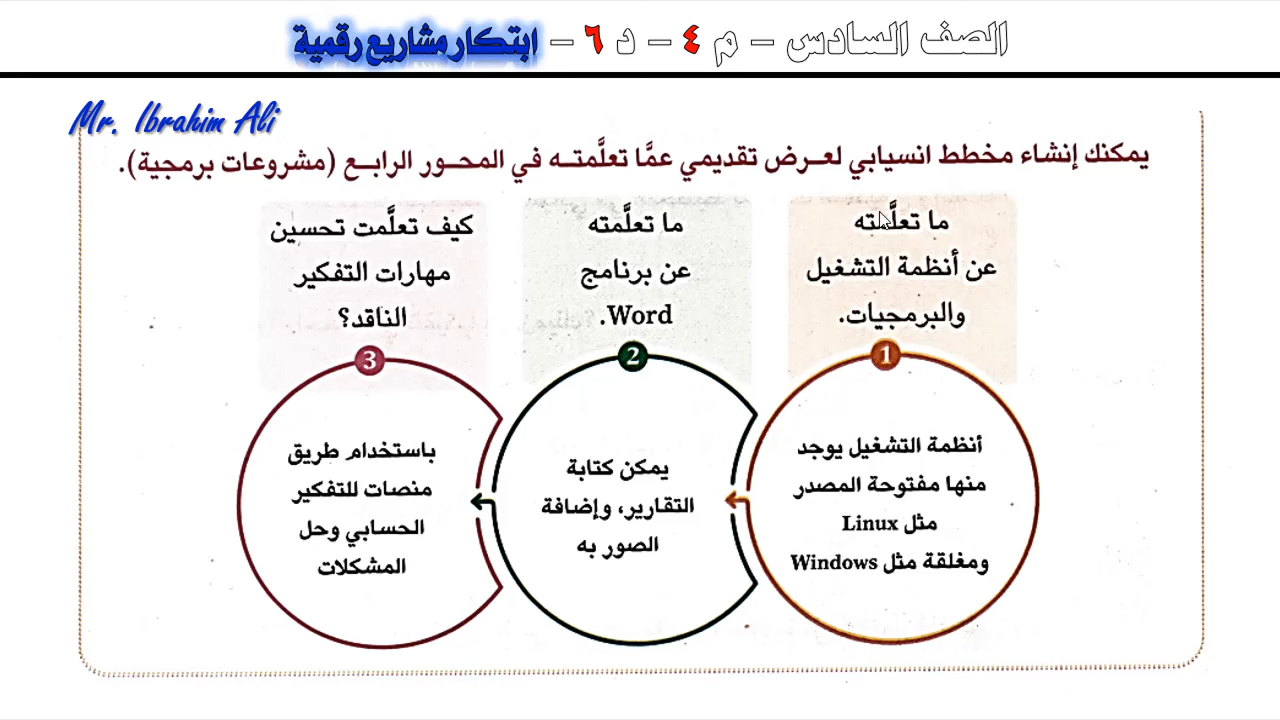 الصف السادس – م ٤ – د ٦ – ابتكار مشاريع رقمية
Mr. Ibrahim Ali
يمكنك إنشاء مخطط انسيابي لعرض تقديمي عمَّا تعلَّمته في المحور الرابع (مشروعات برمجية).
ما تعلَّمته
عن أنظمة التشغيل
والبرمجيات.
1
أنظمة التشغيل يوجد
منها مفتوحة المصدر
مثل Linux
ومغلقة مثل Windows
ما تعلَّمته
عن برنامج
Word.
2
يمكن كتابة
التقارير، وإضافة
الصور به
كيف تعلَّمت تحسين
مهارات التفكير
الناقد؟
3
باستخدام طريق
منصات للتفكير
الحسابي وحل
المشكلات